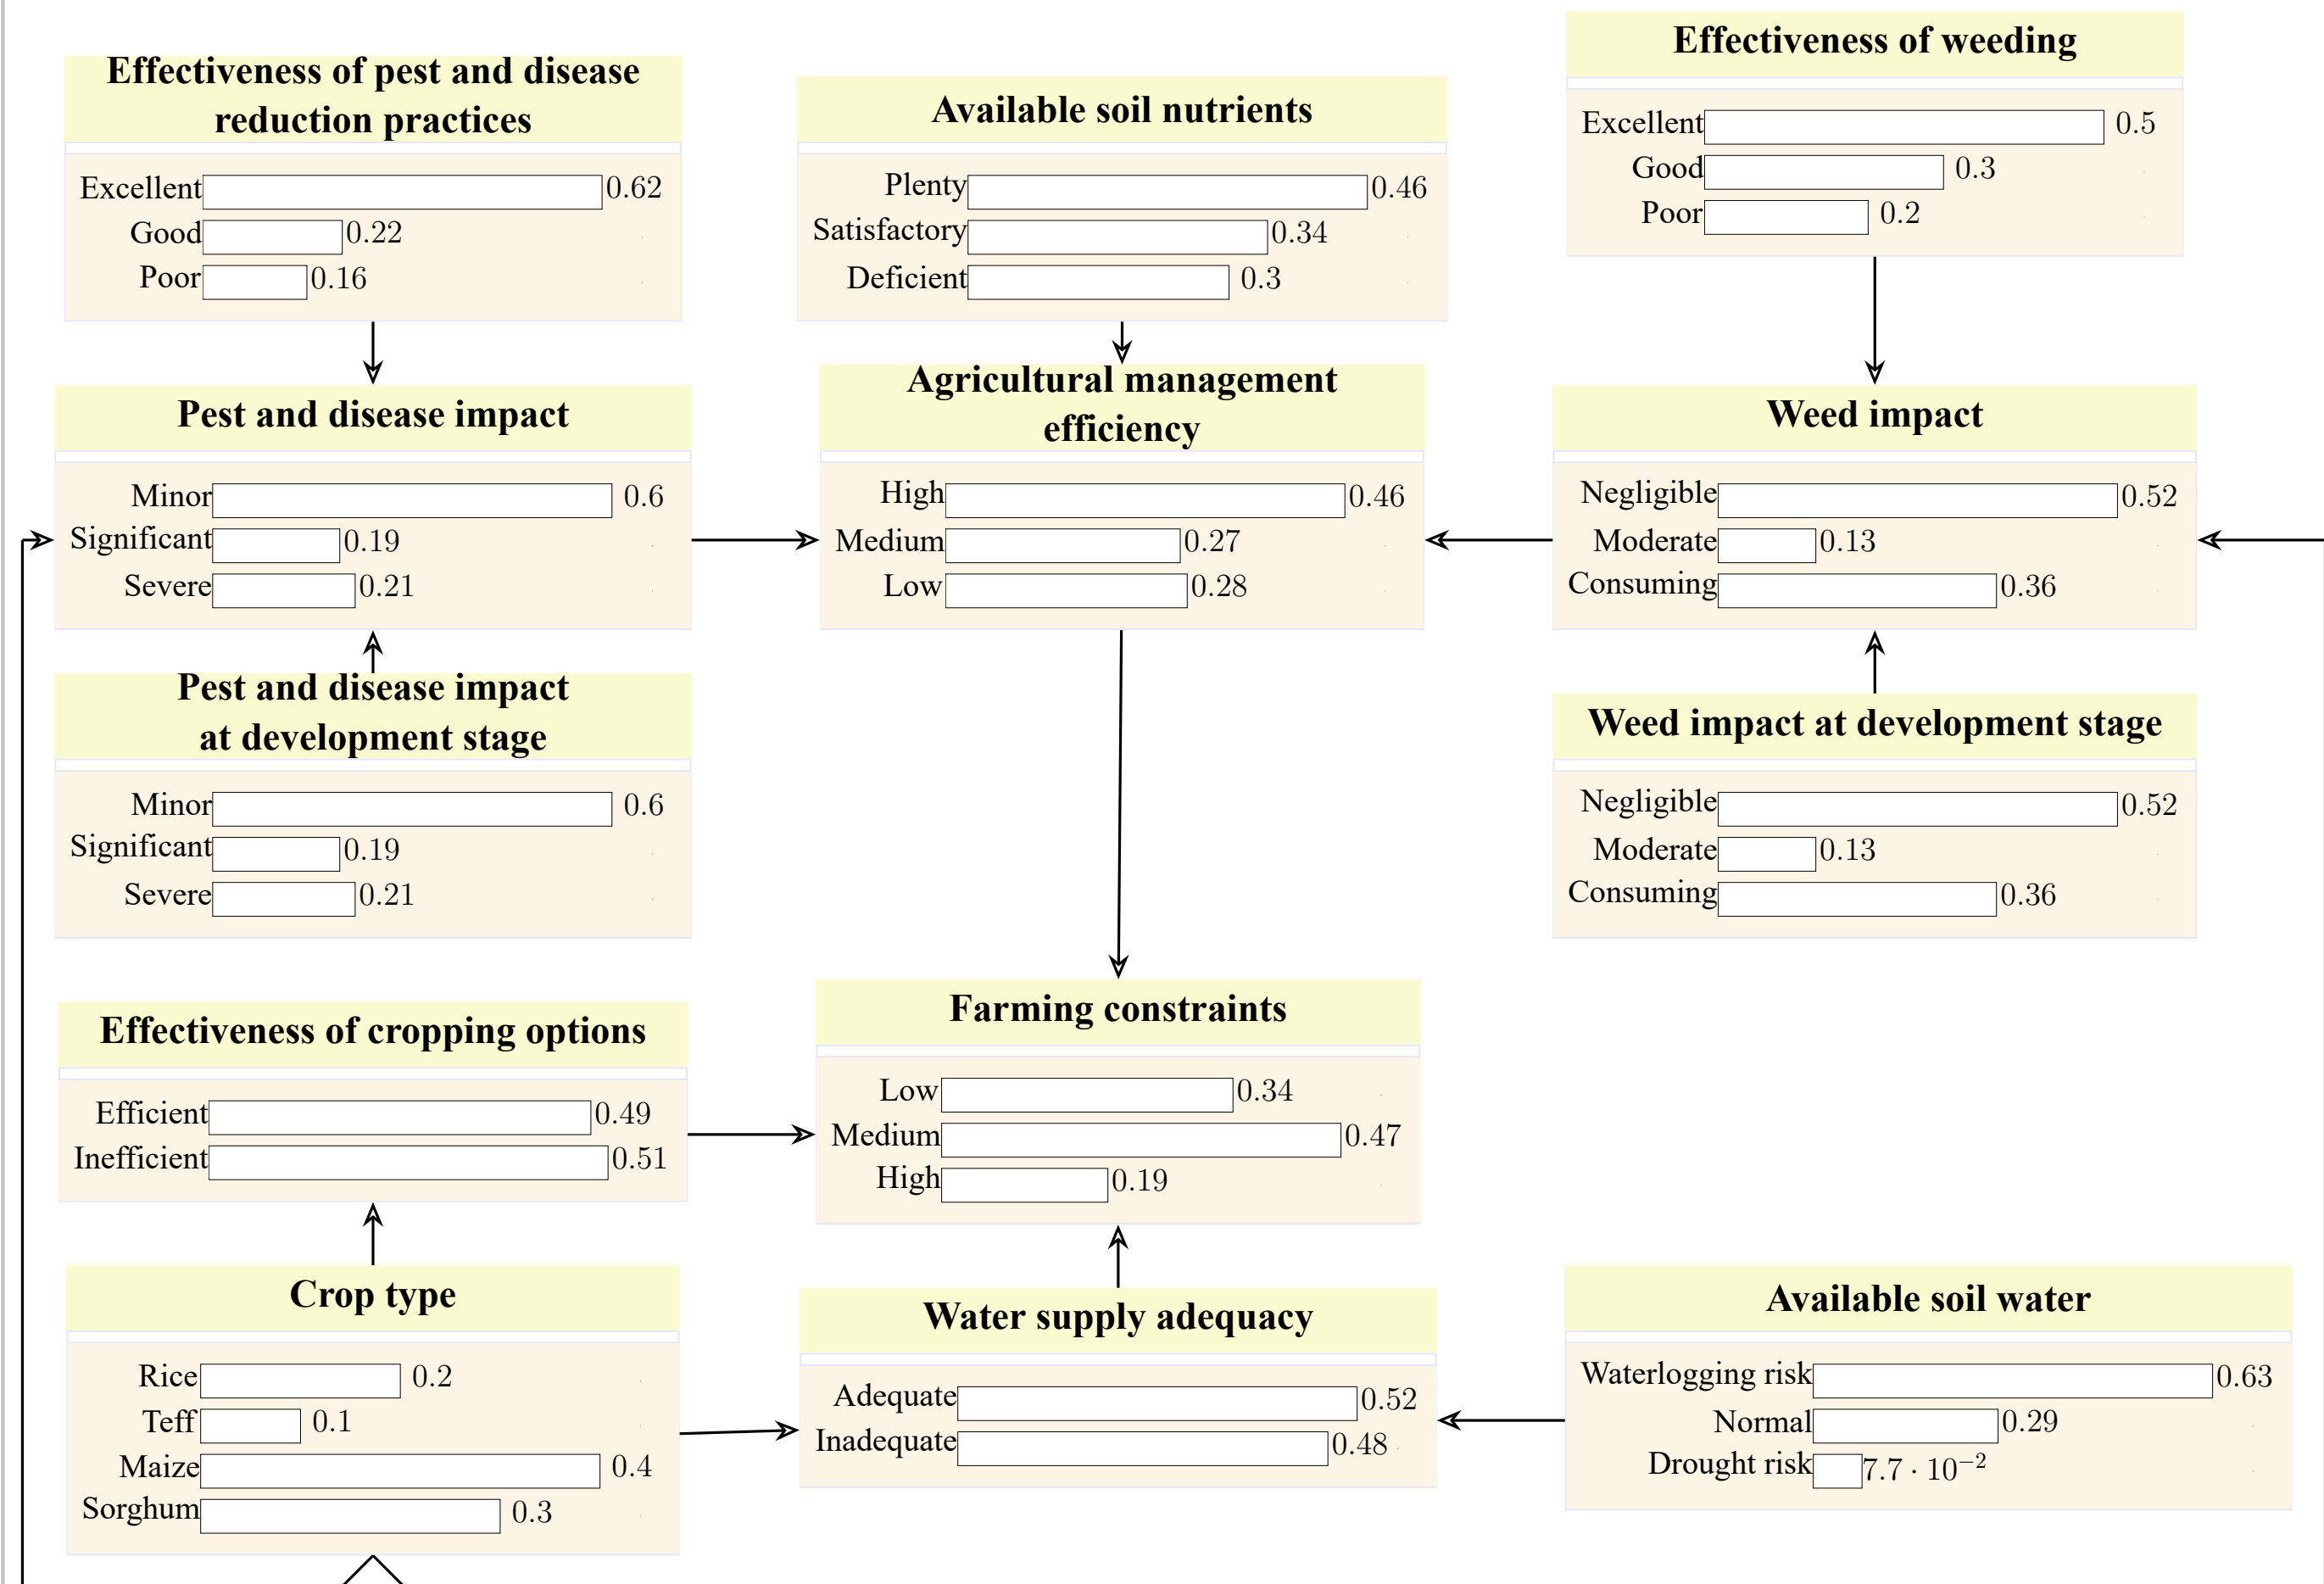 Effectiveness of pest and disease
reduction practices
Excellent 0.62
Good 0.22
Poor 0.16
Available soil nutrients
Plenty 0.46
Satisfactory 0.34
Deficient 0.3
Effectiveness of weeding
Excellent 0.5
Good 0.3
Poor 0.2
Pest and disease impact
Minor 0.6
Significant 0.19
Severe 0.21
Agricultural management
efficiency
High 0.46
Medium 0.27
Low 0.28
Weed impact
Negligible 0.52
Moderate 0.13
Consuming 0.36
Pest and disease impact
at development stage
Minor 0.6
Significant 0.19
Severe 0.21
Weed impact at development stage
Negligible 0.52
Moderate 0.13
Consuming 0.36
Effectiveness of cropping options
Efficient 0.49
Inefficient 0.51
Farming constraints
Low 0.34
Medium 0.47
High 0.19
Crop type
Rice 0.2
Teff 0.1
Maize 0.4
Sorghum 0.3
Water supply adequacy
Adequate 0.52
Inadequate 0.48
Available soil water
Waterlogging risk 0.63
Normal 0.29
Drought risk 7.7 · 10⁻²